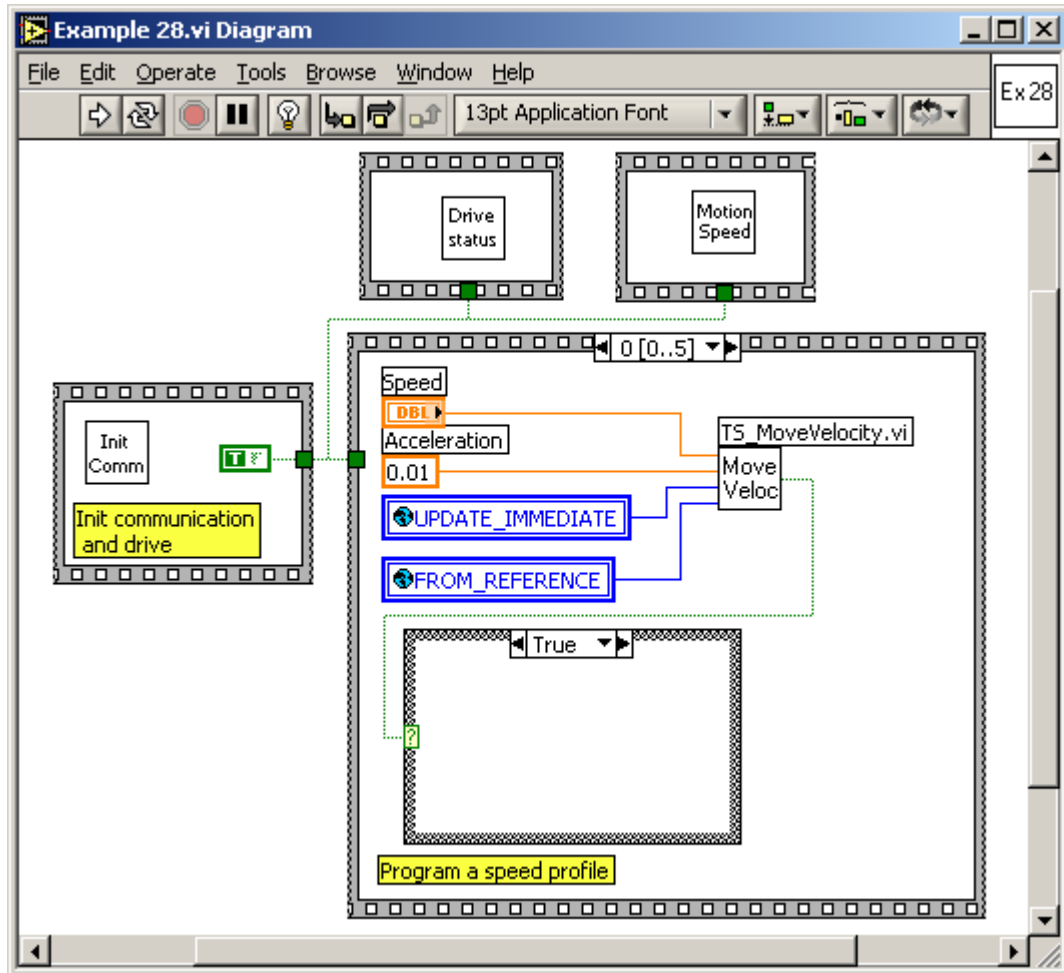 Example 28.vi Diagram
File Edit Operate Tools Browse Window Help
13pt Application Font
Ex 28
Drive
status
Motion
Speed
0 [0..5]
Init
Comm
T
Init communication
and drive
Speed
DBL
Acceleration
0.01
UPDATE_IMMEDIATE
FROM_REFERENCE
TS_MoveVelocity.vi
Move
Veloc
True
?
Program a speed profile